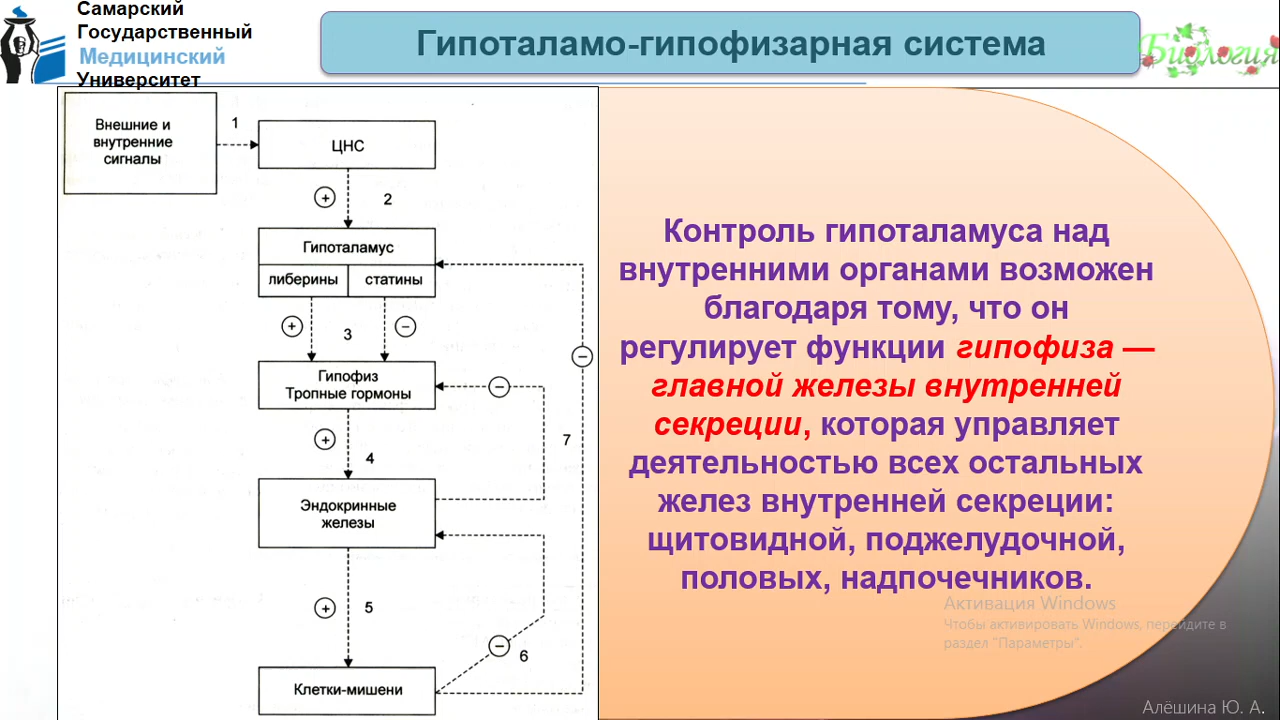 Самарский
Государственный
Медицинский
Университет
Гипоталамо-гипофизарная система
Биология
Внешние и
внутренние
сигналы
1
ЦНС
+
2
Гипоталамус
либерины
статины
+
3
−
Гипофиз
Тропные гормоны
−
−
+
4
7
Эндокринные
железы
+
5
−
6
Клетки-мишени
Контроль гипоталамуса над
внутренними органами возможен
благодаря тому, что он
регулирует функции гипофиза —
главной железы внутренней
секреции, которая управляет
деятельностью всех остальных
желез внутренней секреции:
щитовидной, поджелудочной,
половых, надпочечников.
Активация Windows
Чтобы активировать Windows, перейдите в
раздел "Параметры".
Алёшина Ю. А.